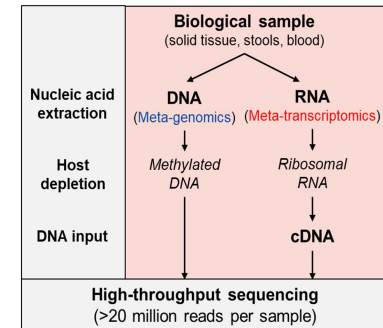 Biological sample
(solid tissue, stools, blood)
Nucleic acid
extraction
DNA
(Meta-genomics)
RNA
(Meta-transcriptomics)
Host
depletion
Methylated
DNA
Ribosomal
RNA
DNA input
cDNA
High-throughput sequencing
(>20 million reads per sample)